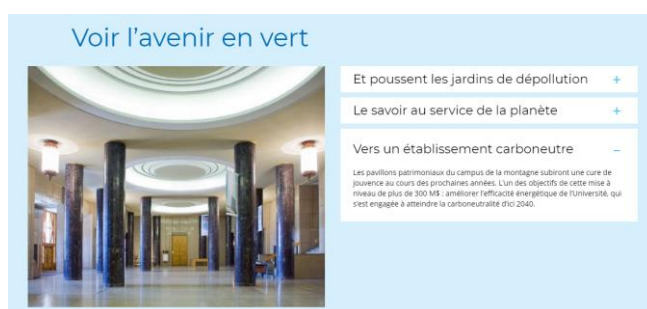 Voir l’avenir en vert
Et poussent les jardins de dépollution +
Le savoir au service de la planète +
Vers un établissement carboneutre –
Les pavillons patrimoniaux du campus de la montagne subiront une cure de
jouvence au cours des prochaines années. L’un des objectifs de cette mise à
niveau de plus de 300 M$ : améliorer l’efficacité énergétique de l’Université, qui
s’est engagée à atteindre la carboneutralité d’ici 2040.